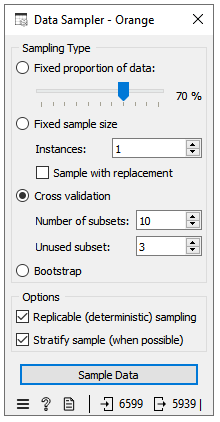 Data Sampler - Orange
Sampling Type
Fixed proportion of data:
70 %
Fixed sample size
Instances: 1
Sample with replacement
Cross validation
Number of subsets: 10
Unused subset: 3
Bootstrap
Options
Replicable (deterministic) sampling
Stratify sample (when possible)
Sample Data
? 6599 5939